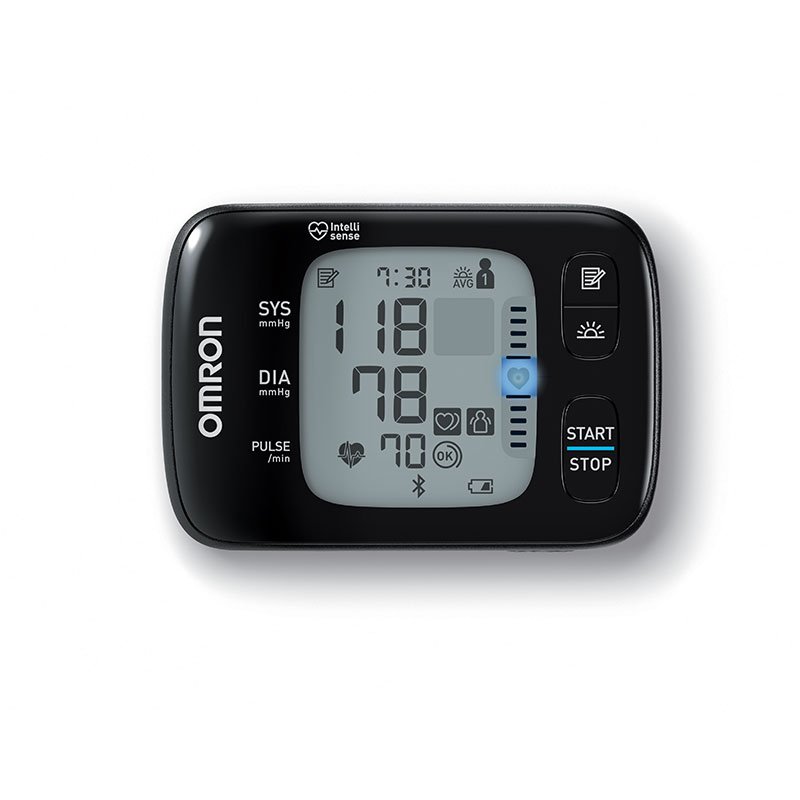 Intelli
sense
OMRON
7:30
AVG
1
SYS
mmHg
118
DIA
mmHg
78
PULSE
/min
70
OK
START
STOP